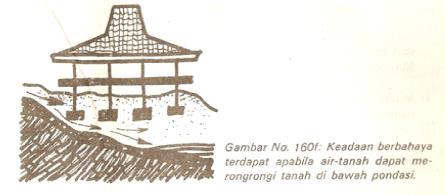 Gambar No. 160f: Keadaan berbahaya
terdapat apabila air-tanah dapat me-
rongrongi tanah di bawah pondasi.